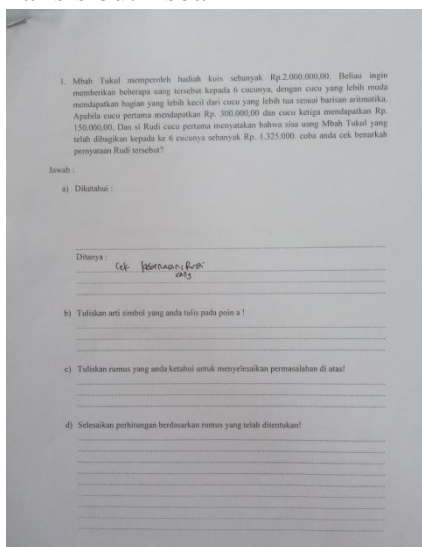 1. Mbah Tukul memperoleh hadiah kuis sebanyak Rp.2.000.000,00. Beliau ingin
memberikan beberapa uang tersebut kepada 6 cucunya, dengan cucu yang lebih muda
mendapatkan bagian yang lebih kecil dari cucu yang lebih tua sesuai barisan aritmatika.
Apabila cucu pertama mendapatkan Rp. 300.000,00 dan cucu ketiga mendapatkan Rp.
150.000,00. Dan si Rudi cucu pertama menyatakan bahwa sisa uang Mbah Tukul yang
telah dibagikan kepada ke 6 cucunya sebanyak Rp. 1.325.000. coba anda cek benarkah
pernyataan Rudi tersebut?
Jawab :
a) Diketahui :
Ditanya :
Cek
b) Tuliskan arti simbol yang anda tulis pada poin a !
c) Tuliskan rumus yang anda ketahui untuk menyelesaikan permasalahan di atas!
d) Selesaikan perhitungan berdasarkan rumus yang telah ditentukan!